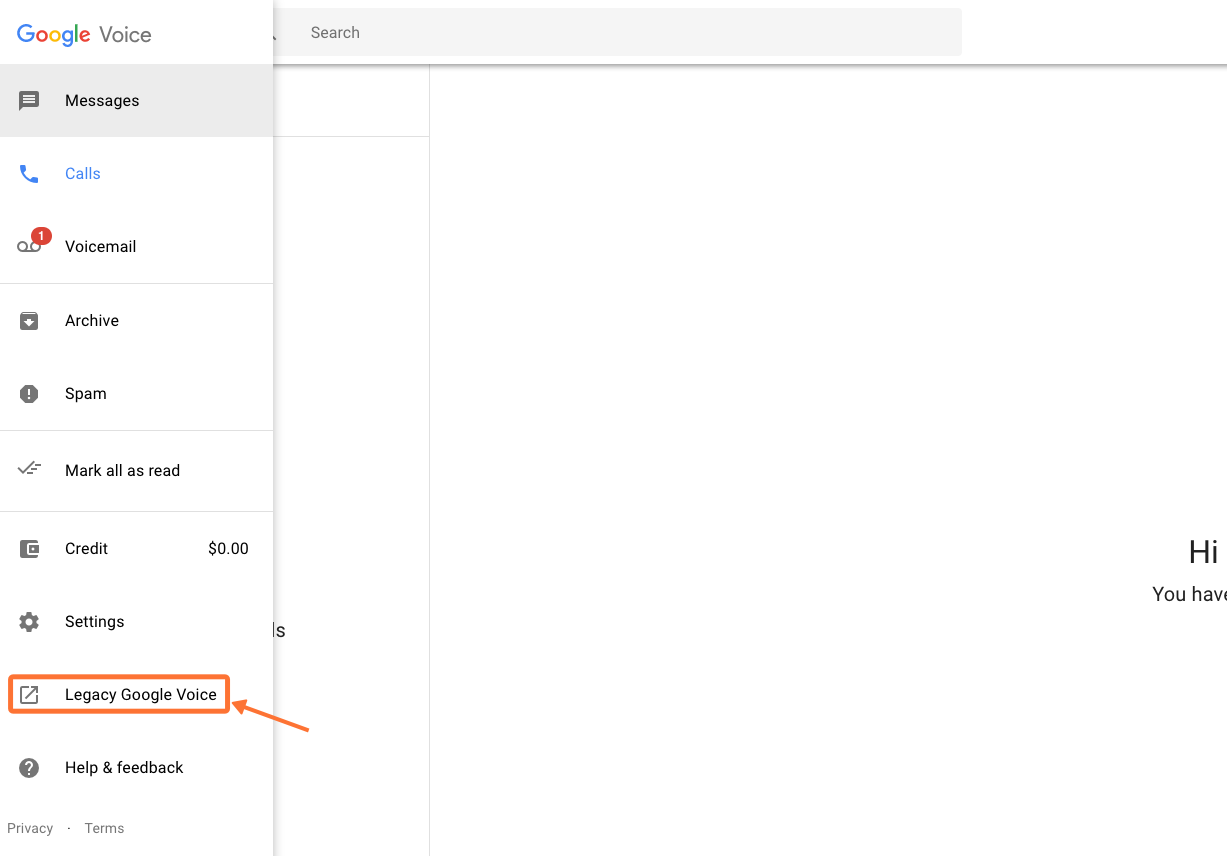 Google Voice
Search
Messages
Calls
1
Voicemail
Archive
Spam
Mark all as read
Credit $0.00
Hi
You have
Settings
ls
Legacy Google Voice
Help & feedback
Privacy · Terms